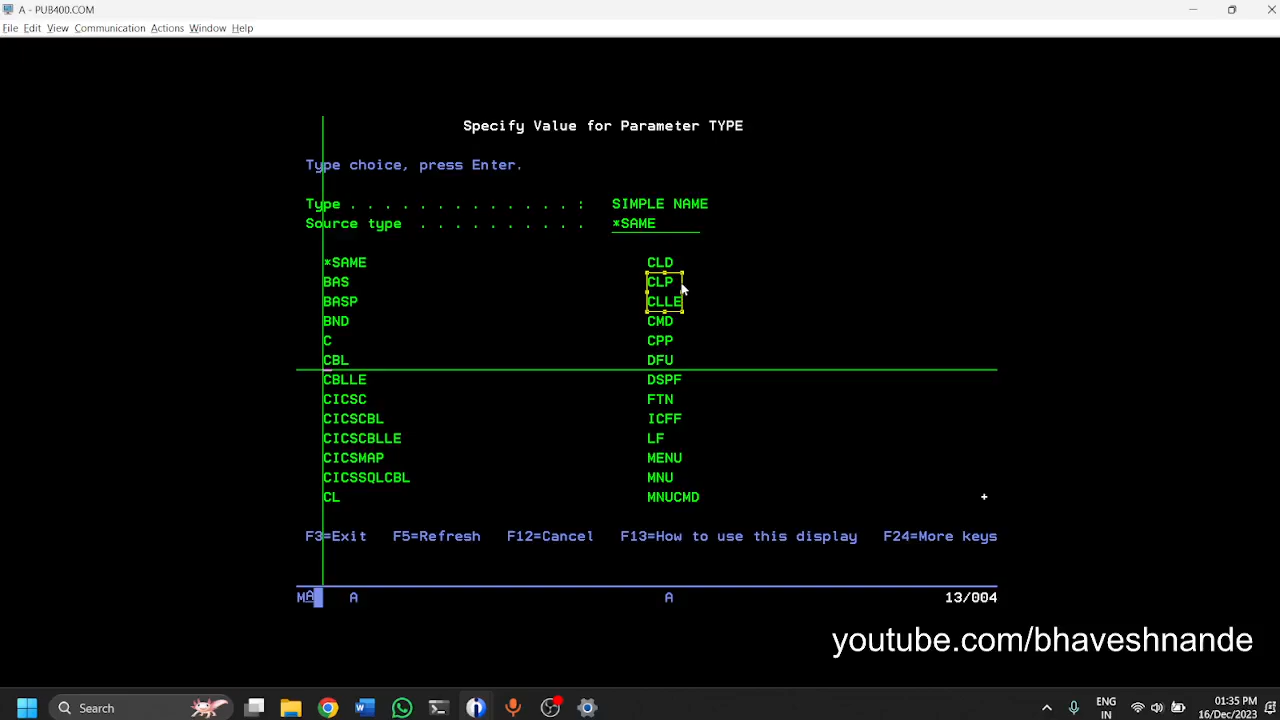 A - PUB400.COM
File Edit View Communication Actions Window Help
Specify Value for Parameter TYPE
Type choice, press Enter.
Type . . . . . . . . . . . . . . : SIMPLE NAME
Source type . . . . . . . . . . *SAME
*SAME CLD
BAS CLP
BASP CLLE
BND CMD
C CPP
CBL DFU
CBLLE DSPF
CICSC FTN
CICSCBL ICFF
CICSCBLLE LF
CICSMAP MENU
CICSSQLCBL MNU
CL MNUCMD +
F3=Exit F5=Refresh F12=Cancel F13=How to use this display F24=More keys
MA A A 13/004
youtube.com/bhaveshnande
Search
ENG
IN
01:35 PM
16/Dec/2023